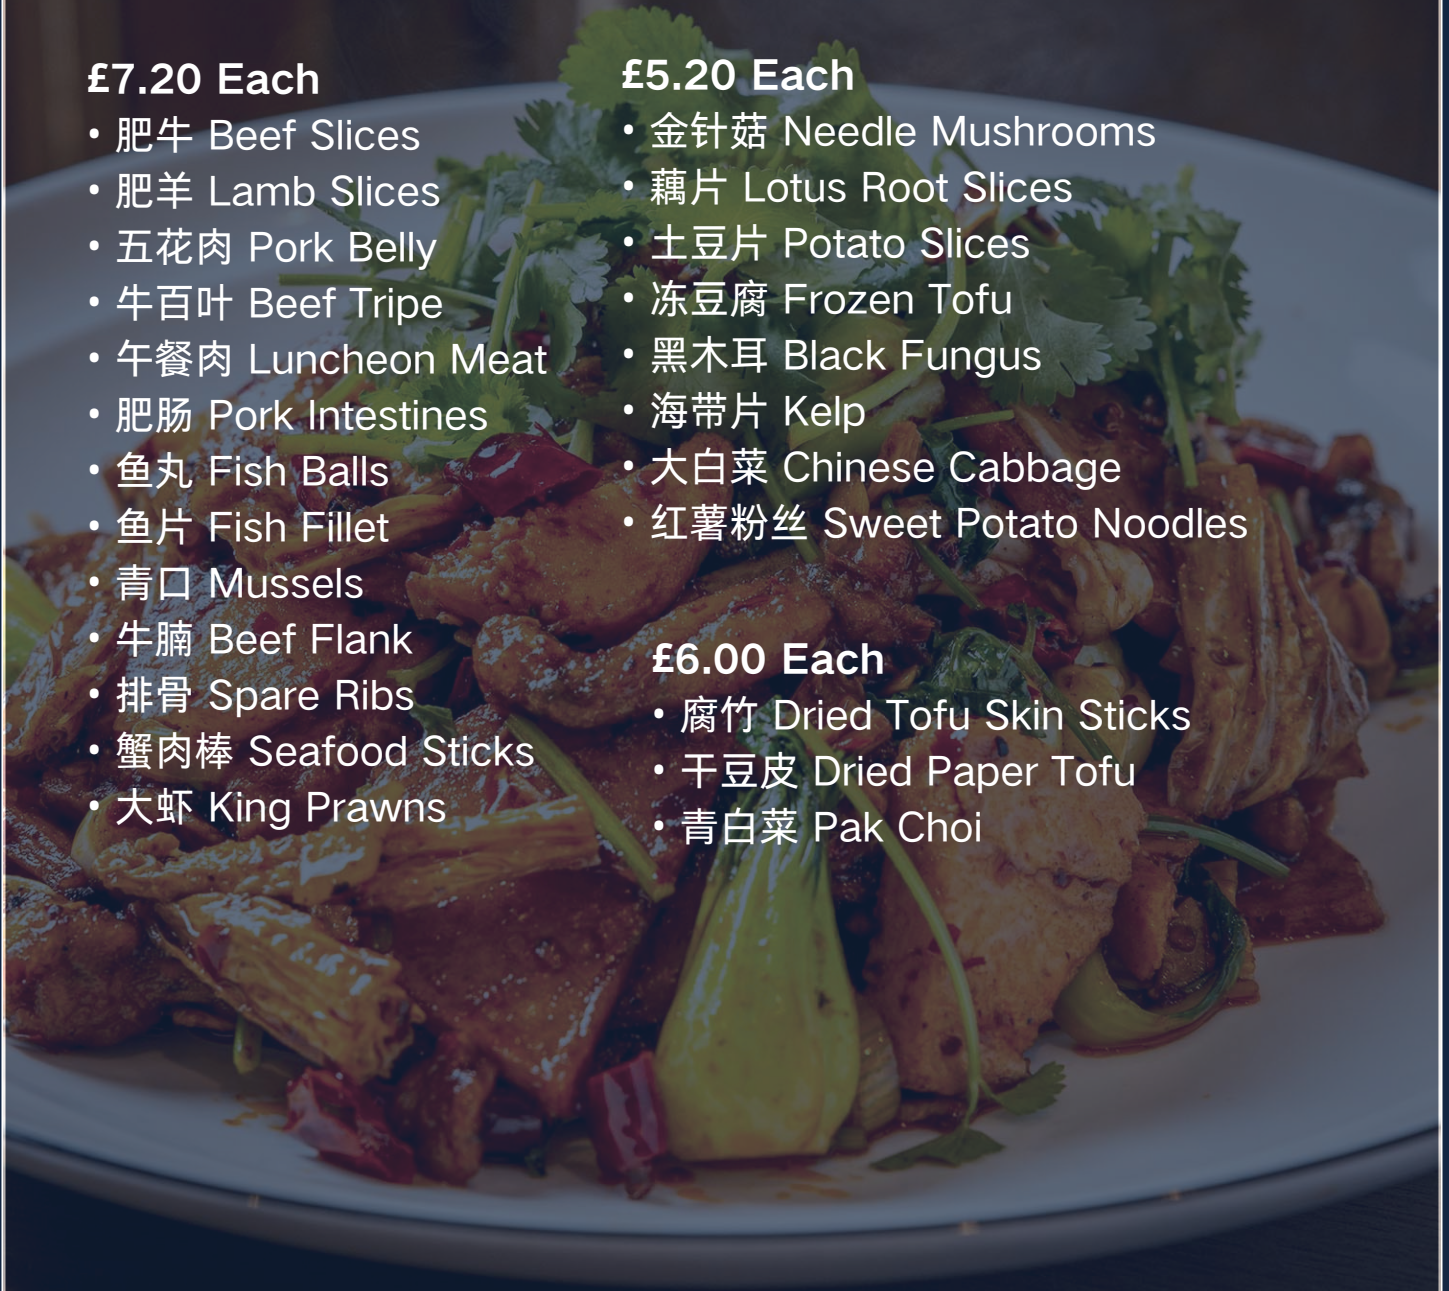 £7.20 Each
• 肥牛 Beef Slices
• 肥羊 Lamb Slices
• 五花肉 Pork Belly
• 牛百叶 Beef Tripe
• 午餐肉 Luncheon Meat
• 肥肠 Pork Intestines
• 鱼丸 Fish Balls
• 鱼片 Fish Fillet
• 青口 Mussels
• 牛腩 Beef Flank
• 排骨 Spare Ribs
• 蟹肉棒 Seafood Sticks
• 大虾 King Prawns
£5.20 Each
• 金针菇 Needle Mushrooms
• 藕片 Lotus Root Slices
• 土豆片 Potato Slices
• 冻豆腐 Frozen Tofu
• 黑木耳 Black Fungus
• 海带片 Kelp
• 大白菜 Chinese Cabbage
• 红薯粉丝 Sweet Potato Noodles
£6.00 Each
• 腐竹 Dried Tofu Skin Sticks
• 干豆皮 Dried Paper Tofu
• 青白菜 Pak Choi